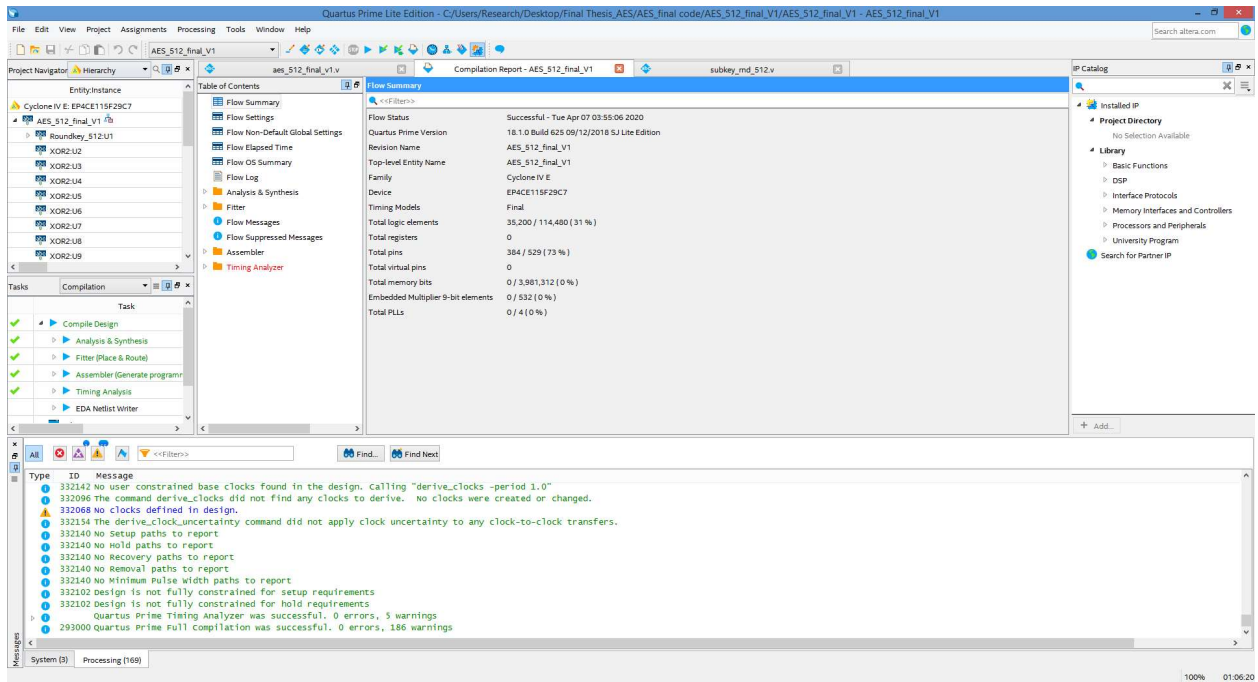 Quartus Prime Lite Edition - C:/Users/Research/Desktop/Final Thesis_AES/AES_final code/AES_512_final_V1/AES_512_final_V1 - AES_512_final_V1
File Edit View Project Assignments Processing Tools Window Help
Search altera.com
AES_512_final_V1
Project Navigator Hierarchy
Entity:Instance
Cyclone IV E: EP4CE115F29C7
AES_512_final_V1
Roundkey_512:U1
XOR2:U2
XOR2:U3
XOR2:U4
XOR2:U5
XOR2:U6
XOR2:U7
XOR2:U8
XOR2:U9
Tasks Compilation
Task
Compile Design
Analysis & Synthesis
Fitter (Place & Route)
Assembler (Generate programm
Timing Analysis
EDA Netlist Writer
aes_512_final_v1.v
Compilation Report - AES_512_final_V1
subkey_rnd_512.v
Table of Contents
Flow Summary
Flow Settings
Flow Non-Default Global Settings
Flow Elapsed Time
Flow OS Summary
Flow Log
Analysis & Synthesis
Fitter
Flow Messages
Flow Suppressed Messages
Assembler
Timing Analyzer
Flow Summary
<<Filter>>
Flow Status Successful - Tue Apr 07 03:55:06 2020
Quartus Prime Version 18.1.0 Build 625 09/12/2018 SJ Lite Edition
Revision Name AES_512_final_V1
Top-level Entity Name AES_512_final_V1
Family Cyclone IV E
Device EP4CE115F29C7
Timing Models Final
Total logic elements 35,200 / 114,480 ( 31 % )
Total registers 0
Total pins 384 / 529 ( 73 % )
Total virtual pins 0
Total memory bits 0 / 3,981,312 ( 0 % )
Embedded Multiplier 9-bit elements 0 / 532 ( 0 % )
Total PLLs 0 / 4 ( 0 % )
IP Catalog
Installed IP
Project Directory
No Selection Available
Library
Basic Functions
DSP
Interface Protocols
Memory Interfaces and Controllers
Processors and Peripherals
University Program
Search for Partner IP
+ Add...
All <<Filter>> Find... Find Next
Type ID Message
332142 No user constrained base clocks found in the design. Calling "derive_clocks -period 1.0"
332096 The command derive_clocks did not find any clocks to derive. No clocks were created or changed.
332068 No clocks defined in design.
332154 The derive_clock_uncertainty command did not apply clock uncertainty to any clock-to-clock transfers.
332140 No Setup paths to report
332140 No Hold paths to report
332140 No Recovery paths to report
332140 No Removal paths to report
332140 No Minimum Pulse Width paths to report
332102 Design is not fully constrained for setup requirements
332102 Design is not fully constrained for hold requirements
Quartus Prime Timing Analyzer was successful. 0 errors, 5 warnings
293000 Quartus Prime Full Compilation was successful. 0 errors, 186 warnings
Messages
System (3) Processing (169)
100% 01:06:20